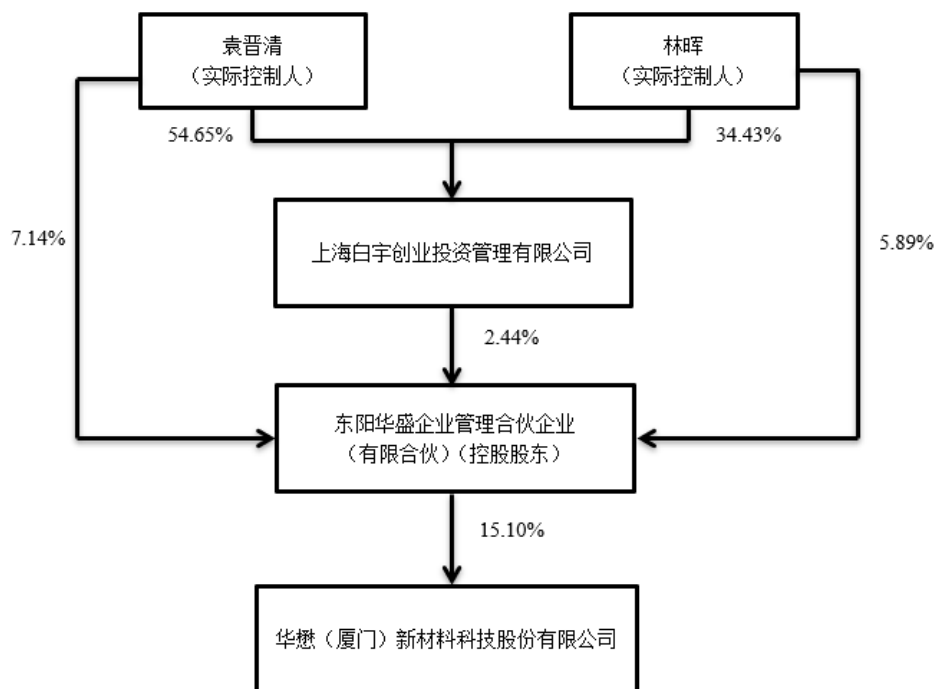 袁晋清
（实际控制人）
林晖
（实际控制人）
54.65%
34.43%
7.14%
上海白宇创业投资管理有限公司
5.89%
2.44%
东阳华盛企业管理合伙企业
（有限合伙）（控股股东）
15.10%
华懋（厦门）新材料科技股份有限公司